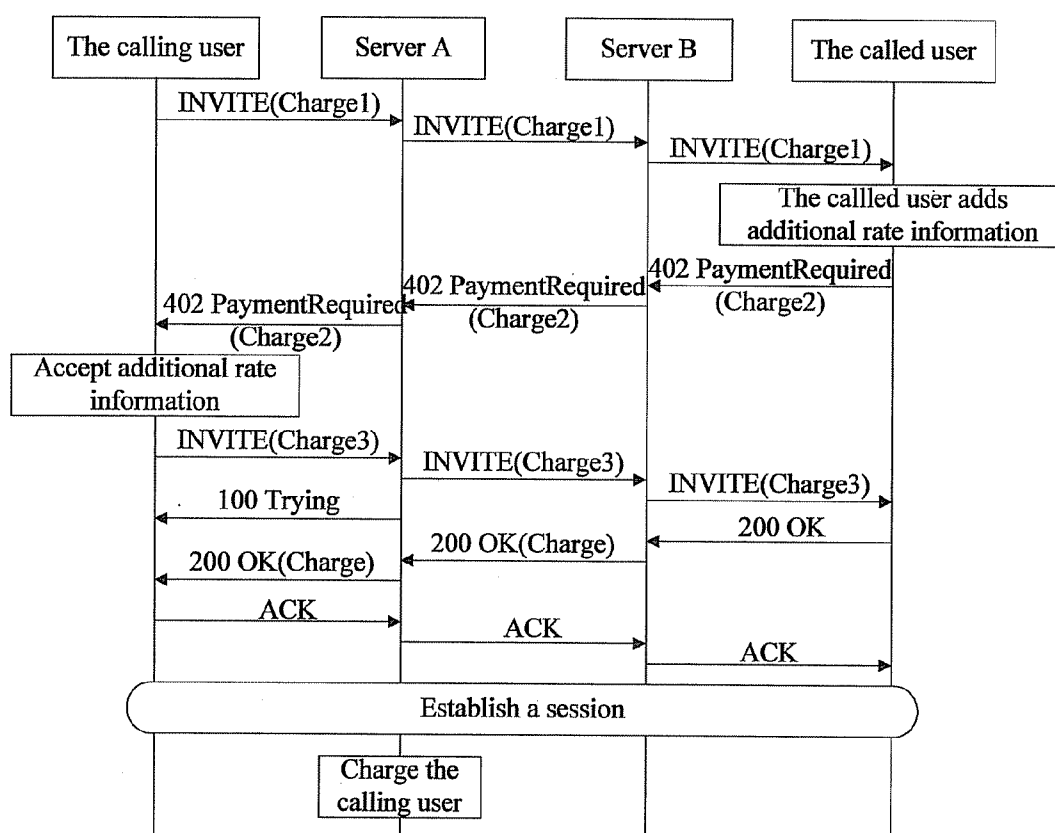 The calling user
Server A
Server B
The called user
INVITE(Charge1)
INVITE(Charge1)
INVITE(Charge1)
The callled user adds
additional rate information
402 PaymentRequired
(Charge2)
402 PaymentRequired
(Charge2)
402 PaymentRequired
(Charge2)
Accept additional rate
information
INVITE(Charge3)
INVITE(Charge3)
INVITE(Charge3)
100 Trying
200 OK
200 OK(Charge)
200 OK(Charge)
ACK
ACK
ACK
Establish a session
Charge the
calling user